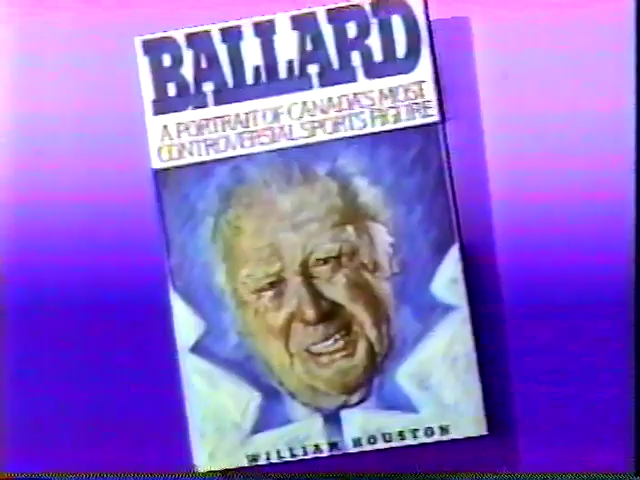 BALLARD
A PORTRAIT OF CANADA'S MOST
CONTROVERSIAL SPORTS FIGURE
WILLIAM HOUSTON